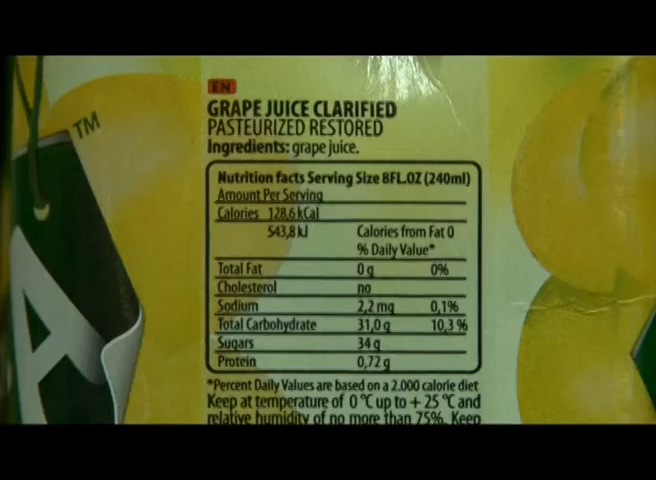 EN
GRAPE JUICE CLARIFIED
PASTEURIZED RESTORED
Ingredients: grape juice.
Nutrition facts Serving Size 8FL.OZ (240ml)
Amount Per Serving
Calories 128,6 kCal
543,8 kJ Calories from Fat 0
% Daily Value*
Total Fat 0 g 0%
Cholesterol no
Sodium 2,2 mg 0,1%
Total Carbohydrate 31,0 g 10,3 %
Sugars 34 g
Protein 0,72 g
*Percent Daily Values are based on a 2.000 calorie diet
Keep at temperature of 0 °C up to + 25 °C and
relative humidity of no more than 75%. Keep
TM
A